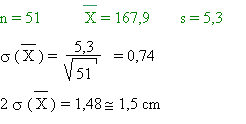 n = 51 X̅ = 167,9 s = 5,3
σ ( X̅ ) = 5,3 / √51 = 0,74
2 σ ( X̅ ) = 1,48 ≅ 1,5 cm